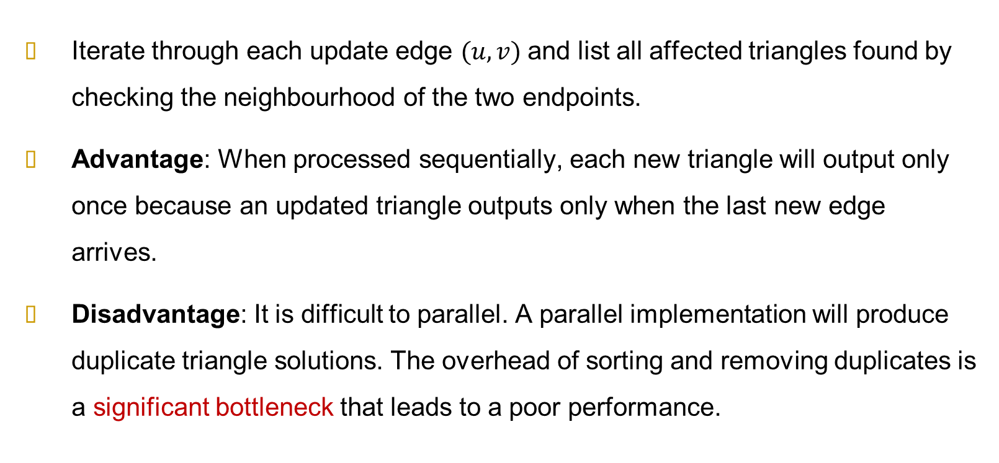 Iterate through each update edge (𝑢, 𝑣) and list all affected triangles found by
checking the neighbourhood of the two endpoints.
Advantage: When processed sequentially, each new triangle will output only
once because an updated triangle outputs only when the last new edge
arrives.
Disadvantage: It is difficult to parallel. A parallel implementation will produce
duplicate triangle solutions. The overhead of sorting and removing duplicates is
a significant bottleneck that leads to a poor performance.